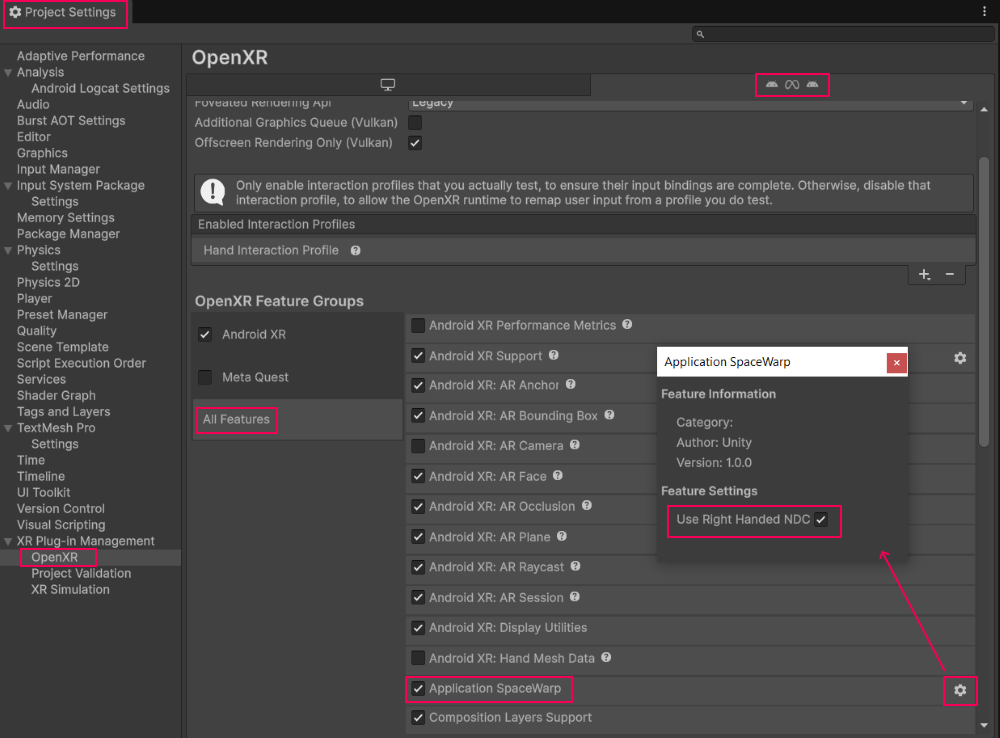 Project Settings
Adaptive Performance
Analysis
Android Logcat Settings
Audio
Burst AOT Settings
Editor
Graphics
Input Manager
Input System Package
Settings
Memory Settings
Package Manager
Physics
Settings
Physics 2D
Player
Preset Manager
Quality
Scene Template
Script Execution Order
Services
Shader Graph
Tags and Layers
TextMesh Pro
Settings
Time
Timeline
UI Toolkit
Version Control
Visual Scripting
XR Plug-in Management
OpenXR
Project Validation
XR Simulation
OpenXR
Foveated Rendering Api Legacy
Additional Graphics Queue (Vulkan)
Offscreen Rendering Only (Vulkan)
Only enable interaction profiles that you actually test, to ensure their input bindings are complete. Otherwise, disable that
interaction profile, to allow the OpenXR runtime to remap user input from a profile you do test.
Enabled Interaction Profiles
Hand Interaction Profile
OpenXR Feature Groups
Android XR
Meta Quest
All Features
Android XR Performance Metrics
Android XR Support
Android XR: AR Anchor
Android XR: AR Bounding Box
Android XR: AR Camera
Android XR: AR Face
Android XR: AR Occlusion
Android XR: AR Plane
Android XR: AR Raycast
Android XR: AR Session
Android XR: Display Utilities
Android XR: Hand Mesh Data
Application SpaceWarp
Composition Layers Support
Application SpaceWarp
Feature Information
Category:
Author: Unity
Version: 1.0.0
Feature Settings
Use Right Handed NDC